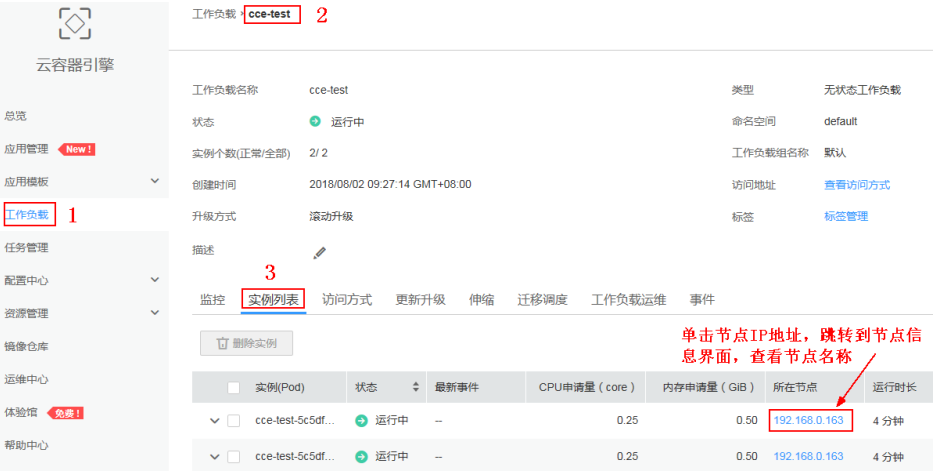 云容器引擎
总览
应用管理 New !
应用模板
工作负载 1
任务管理
配置中心
资源管理
镜像仓库
运维中心
体验馆 免费！
帮助中心
工作负载 › cce-test 2
工作负载名称 cce-test 类型 无状态工作负载
状态 运行中 命名空间 default
实例个数(正常/全部) 2/ 2 工作负载组名称 默认
创建时间 2018/08/02 09:27:14 GMT+08:00 访问地址 查看访问方式
升级方式 滚动升级 标签 标签管理
描述
3
监控 实例列表 访问方式 更新升级 伸缩 迁移调度 工作负载运维 事件
删除实例
单击节点IP地址，跳转到节点信
息界面，查看节点名称
实例(Pod) 状态 最新事件 CPU申请量 ( core ) 内存申请量 ( GiB ) 所在节点 运行时长
cce-test-5c5df... 运行中 -- 0.25 0.50 192.168.0.163 4 分钟
cce-test-5c5df... 运行中 -- 0.25 0.50 192.168.0.163 4 分钟